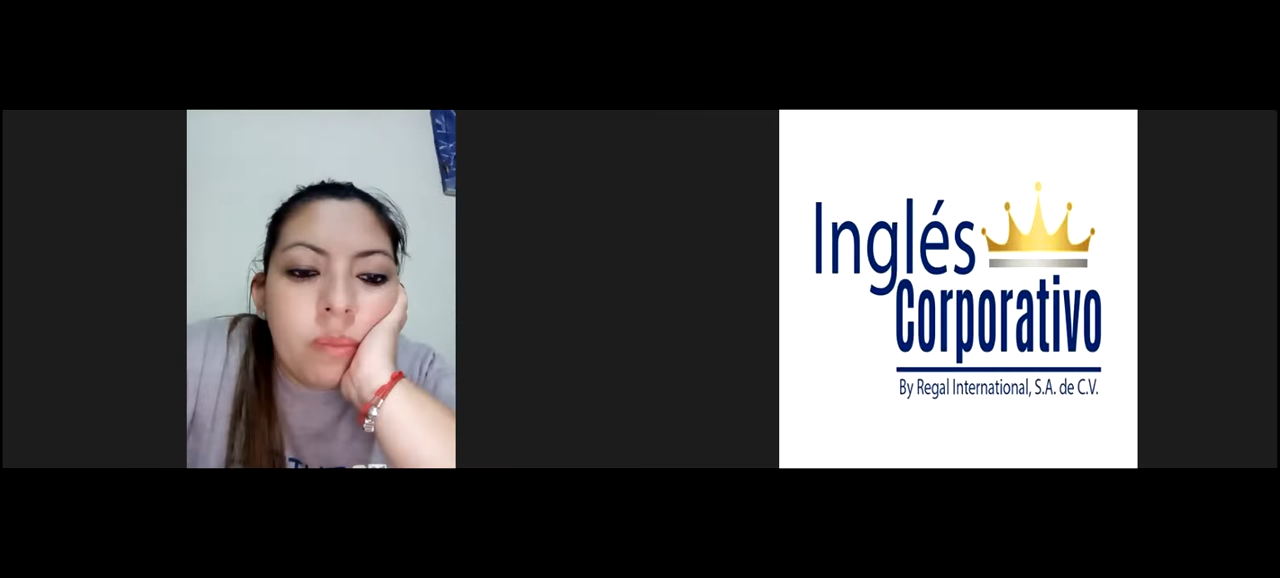 Inglés
Corporativo
By Regal International, S.A. de C.V.